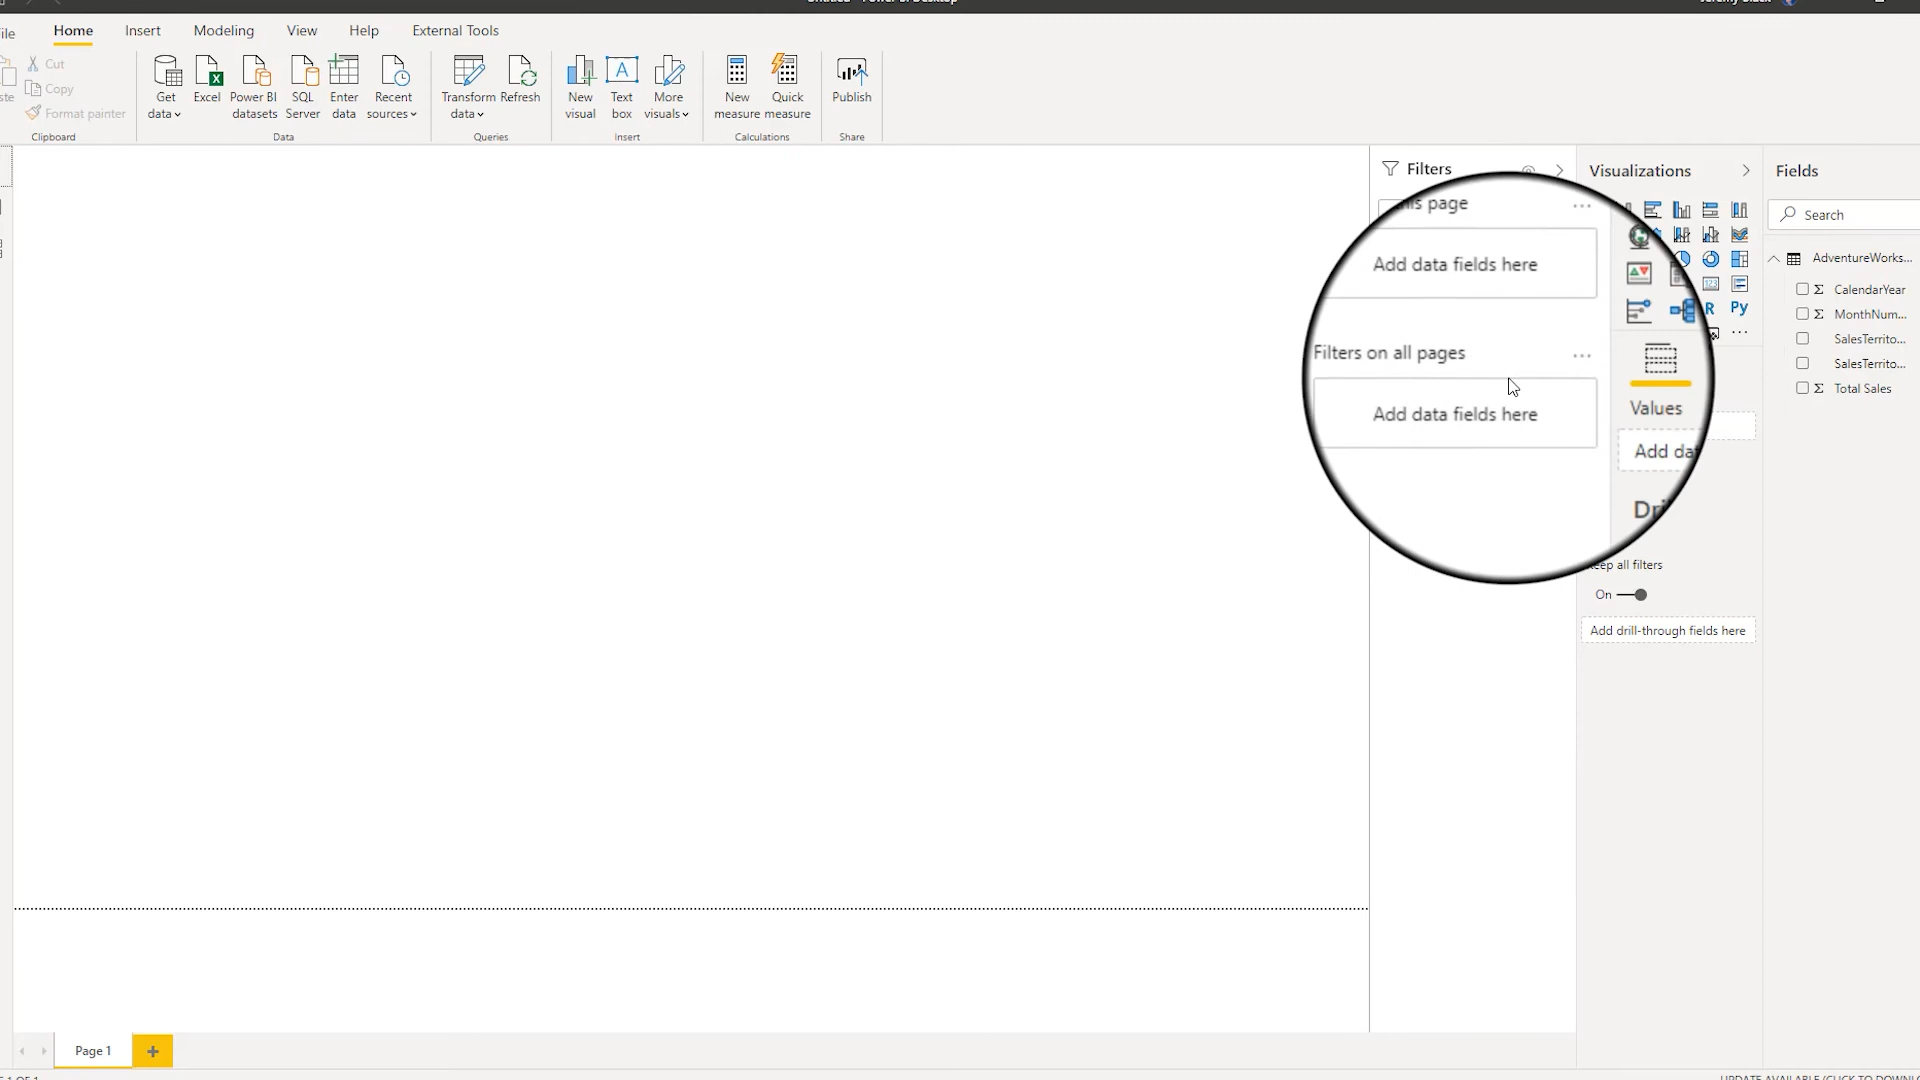 Home Insert Modeling View Help External Tools
Cut
Copy
Format painter
Clipboard
Get data
Excel
Power BI datasets
SQL Server
Enter data
Recent sources
Data
Transform data
Refresh
Queries
New visual
Text box
More visuals
Insert
New measure
Quick measure
Calculations
Publish
Share
Filters
page
Add data fields here
Filters on all pages
Add data fields here
Visualizations
R Py
Values
Add
all filters
On
Add drill-through fields here
Fields
Search
AdventureWorks...
CalendarYear
MonthNum...
SalesTerrito...
SalesTerrito...
Total Sales
Page 1